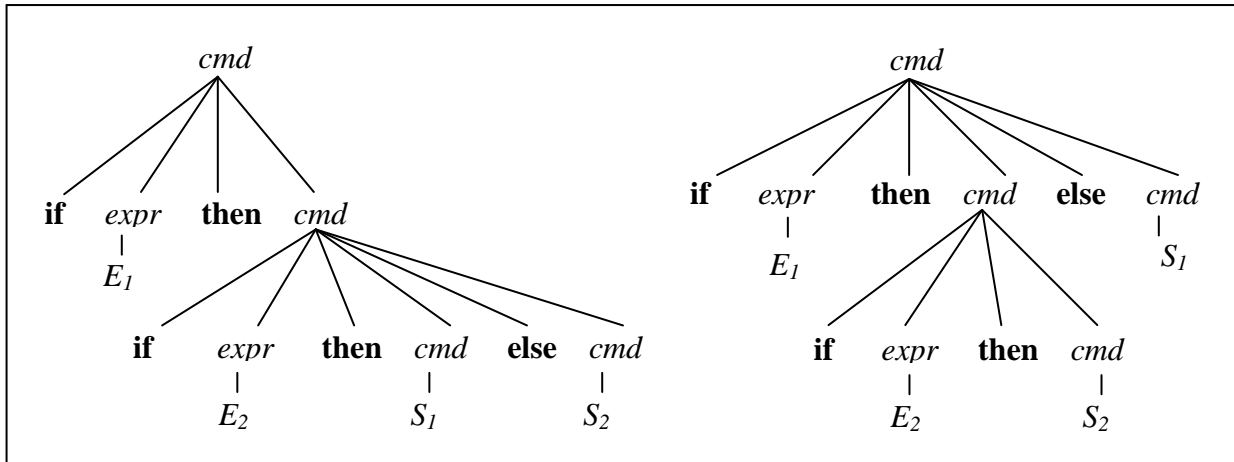 cmd
if expr then cmd
E1
if expr then cmd else cmd
E2 S1 S2
cmd
if expr then cmd else cmd
E1 S1
if expr then cmd
E2 S2